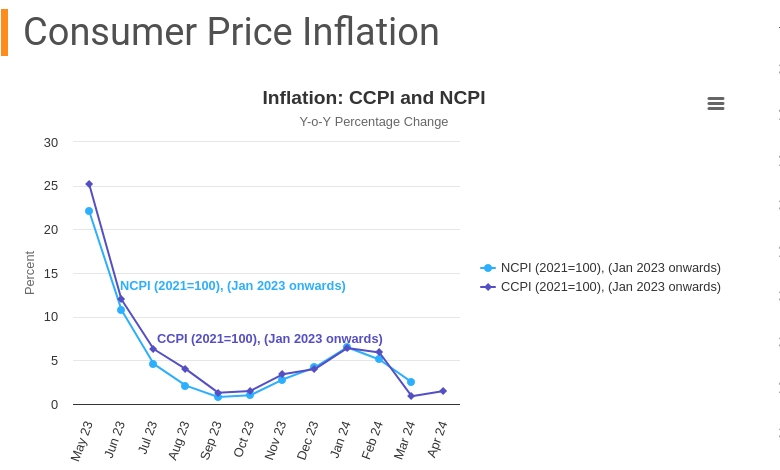 Consumer Price Inflation
Inflation: CCPI and NCPI
Y-o-Y Percentage Change
30
25
20
15
10
5
0
Percent
NCPI (2021=100), (Jan 2023 onwards)
CCPI (2021=100), (Jan 2023 onwards)
NCPI (2021=100), (Jan 2023 onwards)
CCPI (2021=100), (Jan 2023 onwards)
May 23
Jun 23
Jul 23
Aug 23
Sep 23
Oct 23
Nov 23
Dec 23
Jan 24
Feb 24
Mar 24
Apr 24